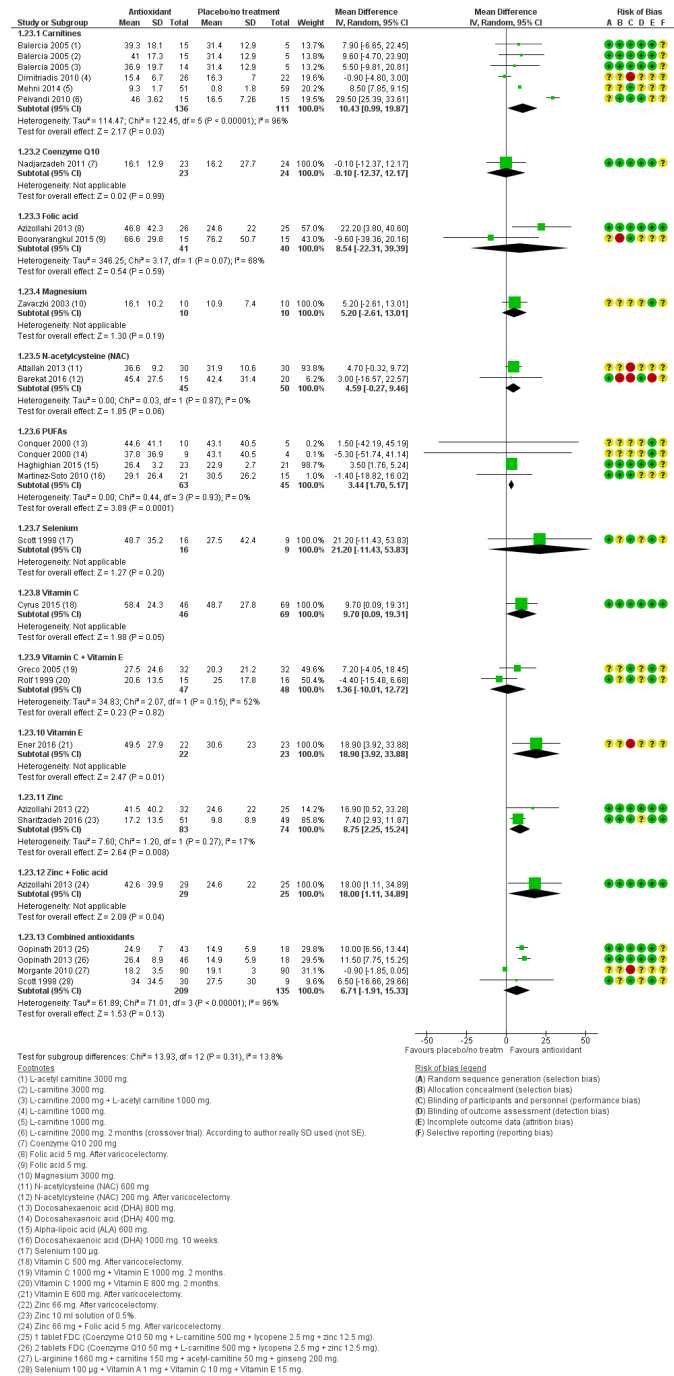 Antioxidant Placebo/no treatment Mean Difference Mean Difference Risk of Bias
Study or Subgroup Mean SD Total Mean SD Total Weight IV, Random, 95% CI IV, Random, 95% CI A B C D E F
1.23.1 Carnitines
Balercia 2005 (1) 39.3 18.1 15 31.4 12.9 5 13.7% 7.90 [-6.65, 22.45]
Balercia 2005 (2) 41 17.3 15 31.4 12.9 5 13.9% 9.60 [-4.70, 23.90]
Balercia 2005 (3) 36.9 19.7 14 31.4 12.9 5 13.3% 5.50 [-9.81, 20.81]
Dimitriadis 2010 (4) 15.4 6.7 26 16.3 7 22 19.6% -0.90 [-4.80, 3.00]
Mehni 2014 (5) 9.3 1.7 51 0.8 1.8 59 20.1% 8.50 [7.85, 9.15]
Peivandi 2010 (6) 46 3.62 15 16.5 7.26 15 19.5% 29.50 [25.39, 33.61]
Subtotal (95% CI) 136 111 100.0% 10.43 [0.99, 19.87]
Heterogeneity: Tau² = 114.47; Chi² = 122.45, df = 5 (P < 0.00001); I² = 96%
Test for overall effect: Z = 2.17 (P = 0.03)
1.23.2 Coenzyme Q10
Nadjarzadeh 2011 (7) 16.1 12.9 23 16.2 27.7 24 100.0% -0.10 [-12.37, 12.17]
Subtotal (95% CI) 23 24 100.0% -0.10 [-12.37, 12.17]
Heterogeneity: Not applicable
Test for overall effect: Z = 0.02 (P = 0.99)
1.23.3 Folic acid
Azizollahi 2013 (8) 46.8 42.3 26 24.6 22 25 57.0% 22.20 [3.80, 40.60]
Boonyarangkul 2015 (9) 66.6 29.8 15 76.2 50.7 15 43.0% -9.60 [-39.36, 20.16]
Subtotal (95% CI) 41 40 100.0% 8.54 [-22.31, 39.39]
Heterogeneity: Tau² = 346.25; Chi² = 3.17, df = 1 (P = 0.07); I² = 68%
Test for overall effect: Z = 0.54 (P = 0.59)
1.23.4 Magnesium
Zavaczki 2003 (10) 16.1 10.2 10 10.9 7.4 10 100.0% 5.20 [-2.61, 13.01]
Subtotal (95% CI) 10 10 100.0% 5.20 [-2.61, 13.01]
Heterogeneity: Not applicable
Test for overall effect: Z = 1.30 (P = 0.19)
1.23.5 N-acetylcysteine (NAC)
Attallah 2013 (11) 36.6 9.2 30 31.9 10.6 30 93.8% 4.70 [-0.32, 9.72]
Barekat 2016 (12) 45.4 27.5 15 42.4 31.4 20 6.2% 3.00 [-16.57, 22.57]
Subtotal (95% CI) 45 50 100.0% 4.59 [-0.27, 9.46]
Heterogeneity: Tau² = 0.00; Chi² = 0.03, df = 1 (P = 0.87); I² = 0%
Test for overall effect: Z = 1.85 (P = 0.06)
1.23.6 PUFAs
Conquer 2000 (13) 44.6 41.1 10 43.1 40.5 5 0.2% 1.50 [-42.19, 45.19]
Conquer 2000 (14) 37.8 36.9 9 43.1 40.5 4 0.1% -5.30 [-51.74, 41.14]
Haghighian 2015 (15) 26.4 3.2 23 22.9 2.7 21 98.7% 3.50 [1.76, 5.24]
Martinez-Soto 2010 (16) 29.1 26.4 21 30.5 26.2 15 1.0% -1.40 [-18.82, 16.02]
Subtotal (95% CI) 63 45 100.0% 3.44 [1.70, 5.17]
Heterogeneity: Tau² = 0.00; Chi² = 0.44, df = 3 (P = 0.93); I² = 0%
Test for overall effect: Z = 3.89 (P = 0.0001)
1.23.7 Selenium
Scott 1998 (17) 48.7 35.2 16 27.5 42.4 9 100.0% 21.20 [-11.43, 53.83]
Subtotal (95% CI) 16 9 100.0% 21.20 [-11.43, 53.83]
Heterogeneity: Not applicable
Test for overall effect: Z = 1.27 (P = 0.20)
1.23.8 Vitamin C
Cyrus 2015 (18) 58.4 24.3 46 48.7 27.8 69 100.0% 9.70 [0.09, 19.31]
Subtotal (95% CI) 46 69 100.0% 9.70 [0.09, 19.31]
Heterogeneity: Not applicable
Test for overall effect: Z = 1.98 (P = 0.05)
1.23.9 Vitamin C + Vitamin E
Greco 2005 (19) 27.5 24.6 32 20.3 21.2 32 49.6% 7.20 [-4.05, 18.45]
Rolf 1999 (20) 20.6 13.5 15 25 17.8 16 50.4% -4.40 [-15.48, 6.68]
Subtotal (95% CI) 47 48 100.0% 1.36 [-10.01, 12.72]
Heterogeneity: Tau² = 34.83; Chi² = 2.07, df = 1 (P = 0.15); I² = 52%
Test for overall effect: Z = 0.23 (P = 0.82)
1.23.10 Vitamin E
Ener 2016 (21) 49.5 27.9 22 30.6 23 23 100.0% 18.90 [3.92, 33.88]
Subtotal (95% CI) 22 23 100.0% 18.90 [3.92, 33.88]
Heterogeneity: Not applicable
Test for overall effect: Z = 2.47 (P = 0.01)
1.23.11 Zinc
Azizollahi 2013 (22) 41.5 40.2 32 24.6 22 25 14.2% 16.90 [0.52, 33.28]
Sharifzadeh 2016 (23) 17.2 13.5 51 9.8 8.9 49 85.8% 7.40 [2.93, 11.87]
Subtotal (95% CI) 83 74 100.0% 8.75 [2.25, 15.24]
Heterogeneity: Tau² = 7.60; Chi² = 1.20, df = 1 (P = 0.27); I² = 17%
Test for overall effect: Z = 2.64 (P = 0.008)
1.23.12 Zinc + Folic acid
Azizollahi 2013 (24) 42.6 39.9 29 24.6 22 25 100.0% 18.00 [1.11, 34.89]
Subtotal (95% CI) 29 25 100.0% 18.00 [1.11, 34.89]
Heterogeneity: Not applicable
Test for overall effect: Z = 2.09 (P = 0.04)
1.23.13 Combined antioxidants
Gopinath 2013 (25) 24.9 7 43 14.9 5.9 18 29.8% 10.00 [6.56, 13.44]
Gopinath 2013 (26) 26.4 8.9 46 14.9 5.9 18 29.5% 11.50 [7.75, 15.25]
Morgante 2010 (27) 18.2 3.5 90 19.1 3 90 31.1% -0.90 [-1.85, 0.05]
Scott 1998 (28) 34 34.5 30 27.5 30 9 9.6% 6.50 [-16.66, 29.66]
Subtotal (95% CI) 209 135 100.0% 6.71 [-1.91, 15.33]
Heterogeneity: Tau² = 61.89; Chi² = 71.01, df = 3 (P < 0.00001); I² = 96%
Test for overall effect: Z = 1.53 (P = 0.13)
-50 -25 0 25 50
Favours placebo/no treatm Favours antioxidant
Test for subgroup differences: Chi² = 13.93, df = 12 (P = 0.31), I² = 13.8%
Footnotes
(1) L-acetyl carnitine 3000 mg.
(2) L-carnitine 3000 mg.
(3) L-carnitine 2000 mg + L-acetyl carnitine 1000 mg.
(4) L-carnitine 1000 mg.
(5) L-carnitine 1000 mg.
(6) L-carnitine 2000 mg. 2 months (crossover trial). According to author really SD used (not SE).
(7) Coenzyme Q10 200 mg
(8) Folic acid 5 mg. After varicocelectomy.
(9) Folic acid 5 mg.
(10) Magnesium 3000 mg.
(11) N-acetylcysteine (NAC) 600 mg
(12) N-acetylcysteine (NAC) 200 mg. After varicocelectomy.
(13) Docosahexaenoic acid (DHA) 800 mg.
(14) Docosahexaenoic acid (DHA) 400 mg.
(15) Alpha-lipoic acid (ALA) 600 mg.
(16) Docosahexaenoic acid (DHA) 1000 mg. 10 weeks.
(17) Selenium 100 µg.
(18) Vitamin C 500 mg. After varicocelectomy.
(19) Vitamin C 1000 mg + Vitamin E 1000 mg. 2 months.
(20) Vitamin C 1000 mg + Vitamin E 800 mg. 2 months.
(21) Vitamin E 600 mg. After varicocelectomy.
(22) Zinc 66 mg. After varicocelectomy.
(23) Zinc 10 ml solution of 0.5%.
(24) Zinc 66 mg + Folic acid 5 mg. After varicocelectomy.
(25) 1 tablet FDC (Coenzyme Q10 50 mg + L-carnitine 500 mg + lycopene 2.5 mg + zinc 12.5 mg).
(26) 2 tablets FDC (Coenzyme Q10 50 mg + L-carnitine 500 mg + lycopene 2.5 mg + zinc 12.5 mg).
(27) L-arginine 1660 mg + carnitine 150 mg + acetyl-carnitine 50 mg + ginseng 200 mg.
(28) Selenium 100 µg + Vitamin A 1 mg + Vitamin C 10 mg + Vitamin E 15 mg.
Risk of bias legend
(A) Random sequence generation (selection bias)
(B) Allocation concealment (selection bias)
(C) Blinding of participants and personnel (performance bias)
(D) Blinding of outcome assessment (detection bias)
(E) Incomplete outcome data (attrition bias)
(F) Selective reporting (reporting bias)